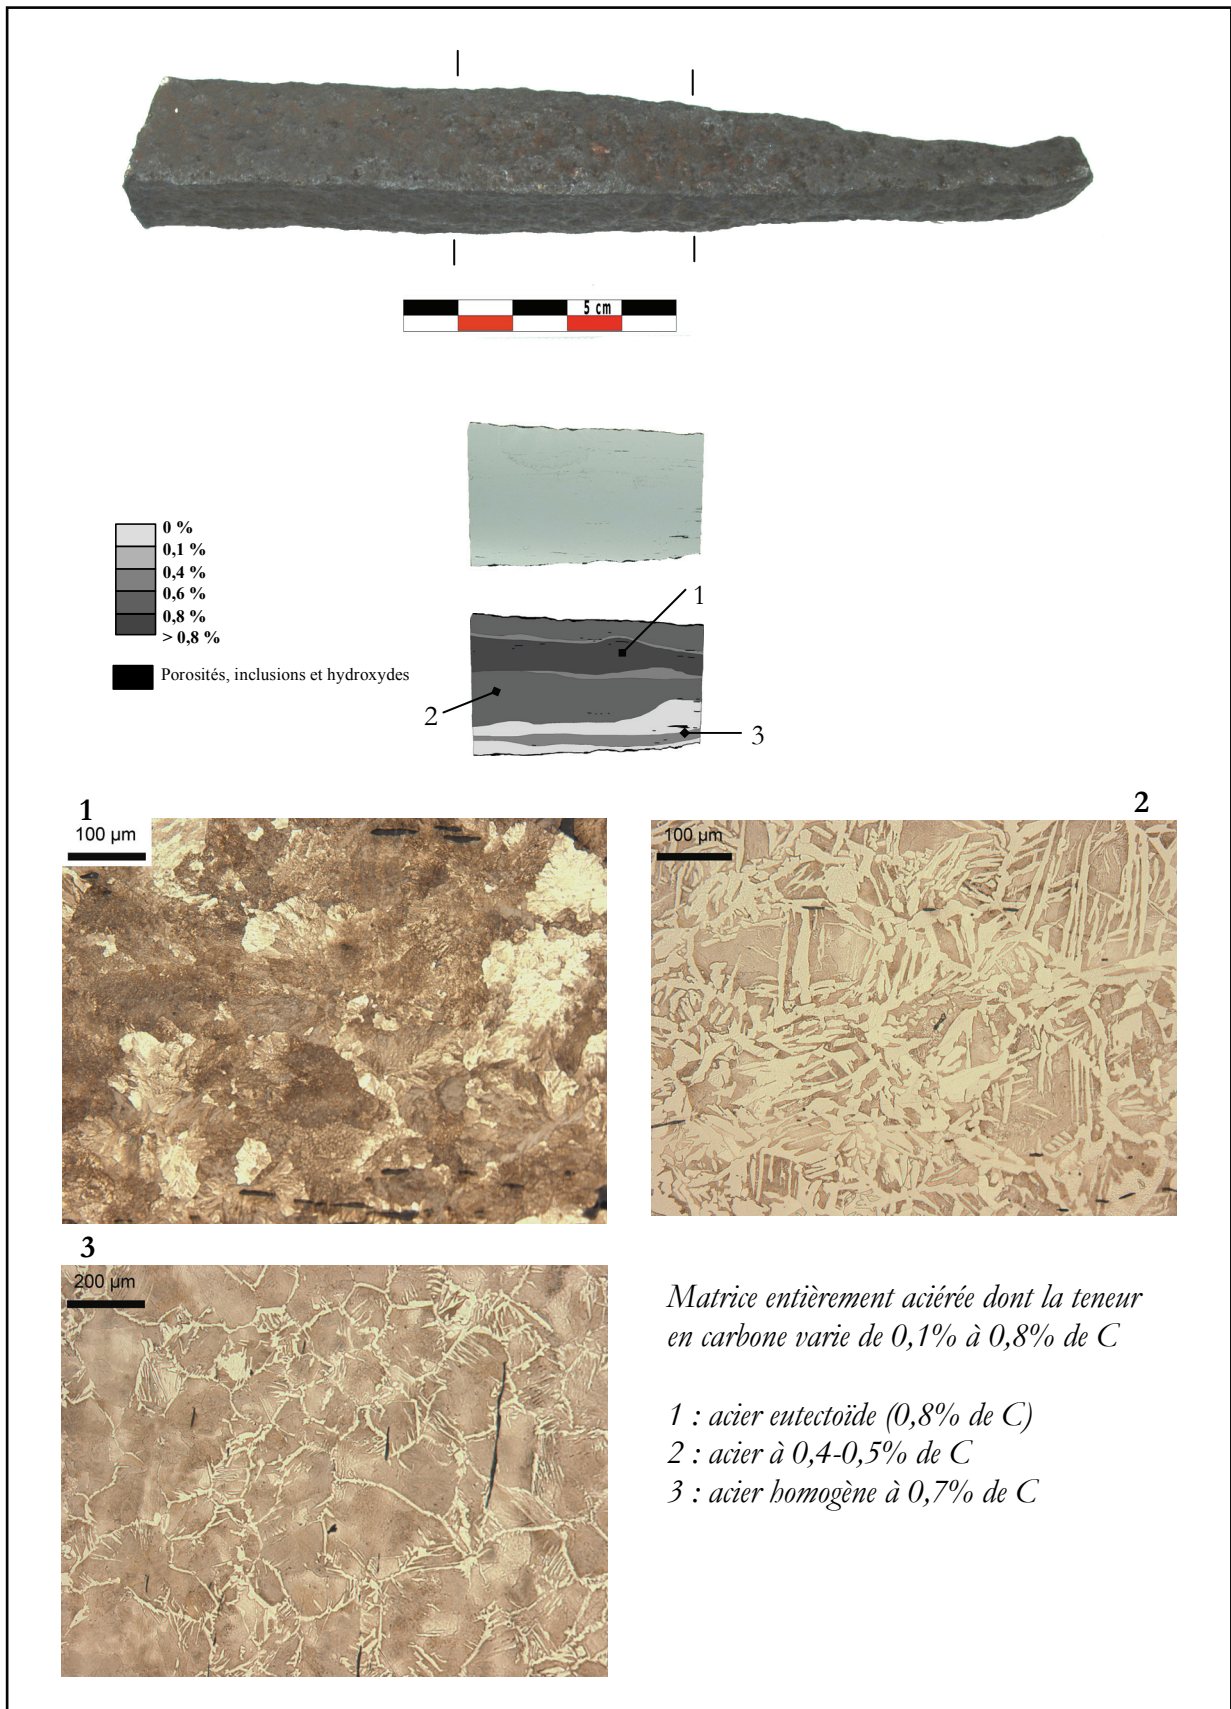 5 cm
0 %
0,1 %
0,4 %
0,6 %
0,8 %
> 0,8 %
Porosités, inclusions et hydroxydes
1
2
3
1
100 µm
2
100 µm
3
200 µm
Matrice entièrement aciérée dont la teneur
en carbone varie de 0,1% à 0,8% de C
1 : acier eutectoïde (0,8% de C)
2 : acier à 0,4-0,5% de C
3 : acier homogène à 0,7% de C